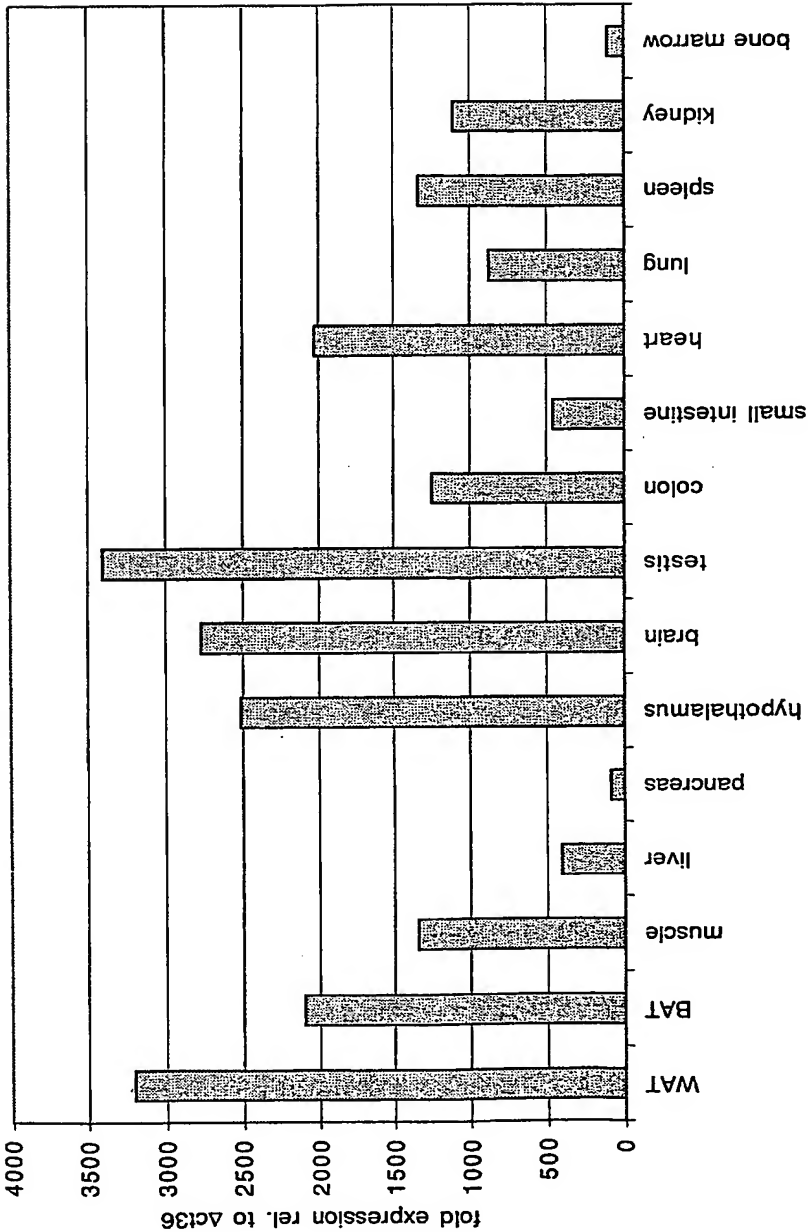 fold expression rel. to Δct36
4000
3500
3000
2500
2000
1500
1000
500
0
WAT
BAT
muscle
liver
pancreas
hypothalamus
brain
testis
colon
small intestine
heart
lung
spleen
kidney
bone marrow